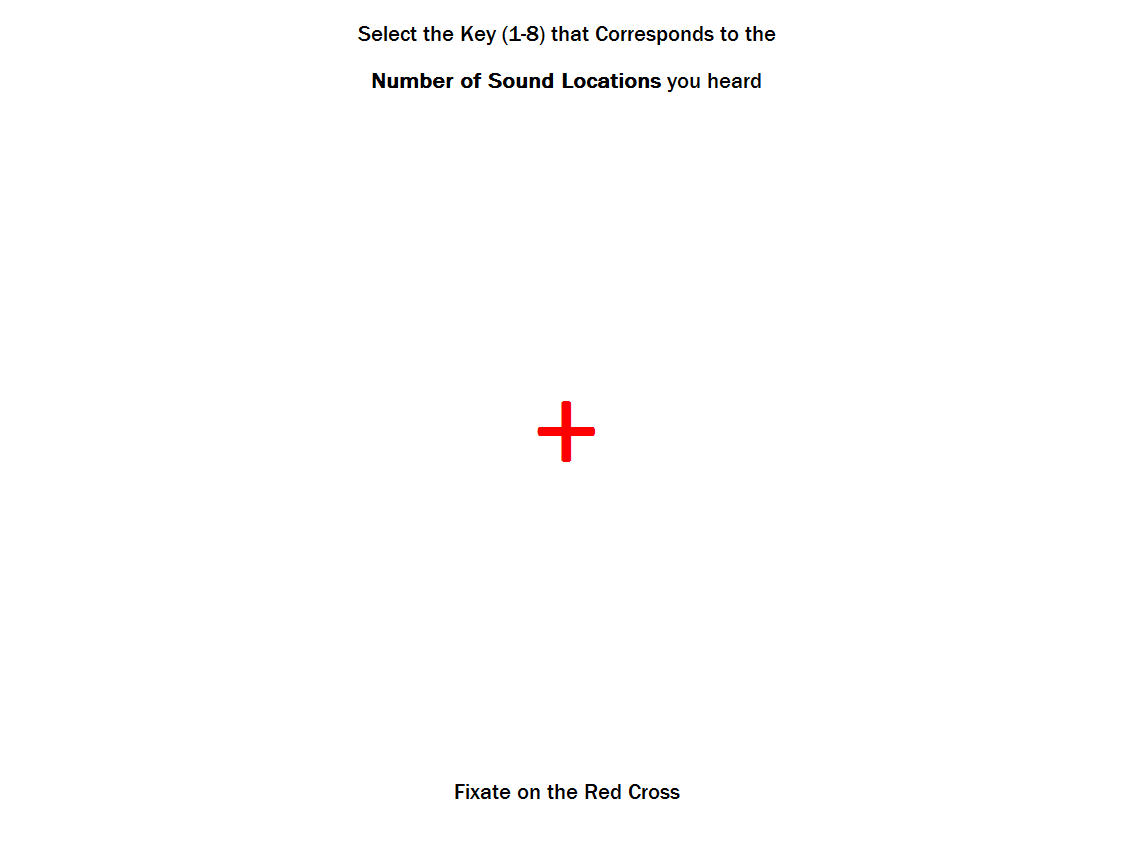 Select the Key (1-8) that Corresponds to the
Number of Sound Locations you heard
Fixate on the Red Cross